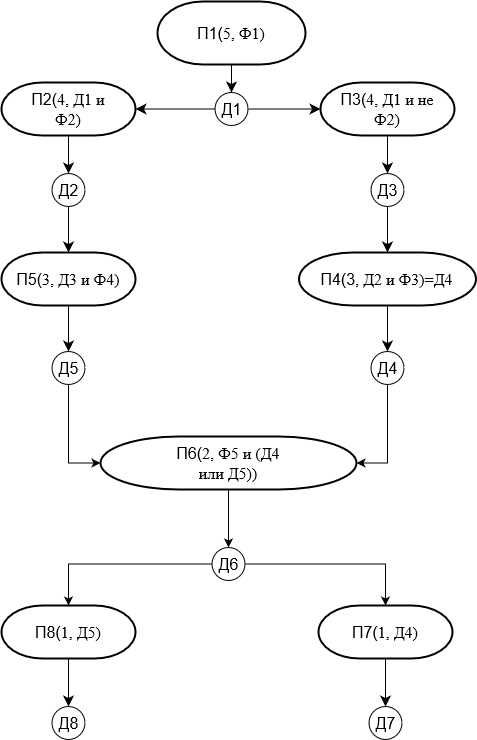 П1(5, Ф1)
П2(4, Д1 и
Ф2)
Д1
П3(4, Д1 и не
Ф2)
Д2
Д3
П5(3, Д3 и Ф4)
П4(3, Д2 и Ф3)=Д4
Д5
Д4
П6(2, Ф5 и (Д4
или Д5))
Д6
П8(1, Д5)
П7(1, Д4)
Д8
Д7